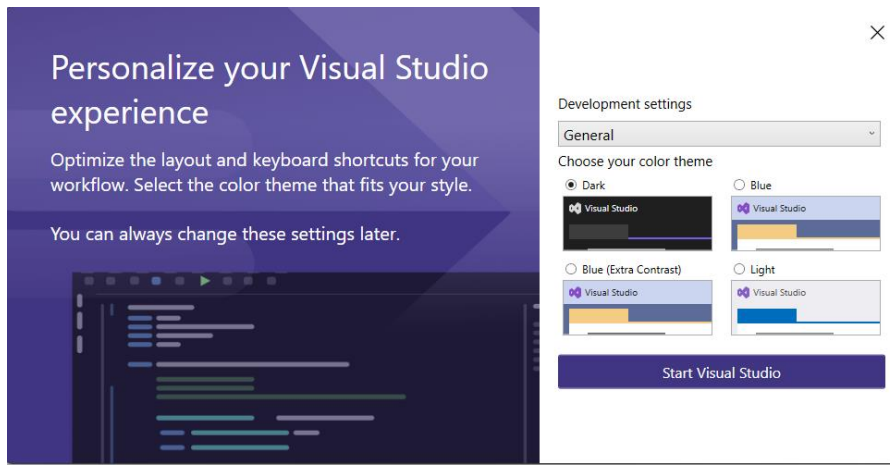 Personalize your Visual Studio
experience
Optimize the layout and keyboard shortcuts for your
workflow. Select the color theme that fits your style.
You can always change these settings later.
Development settings
General
Choose your color theme
Dark
Blue
Visual Studio
Visual Studio
Blue (Extra Contrast)
Light
Visual Studio
Visual Studio
Start Visual Studio